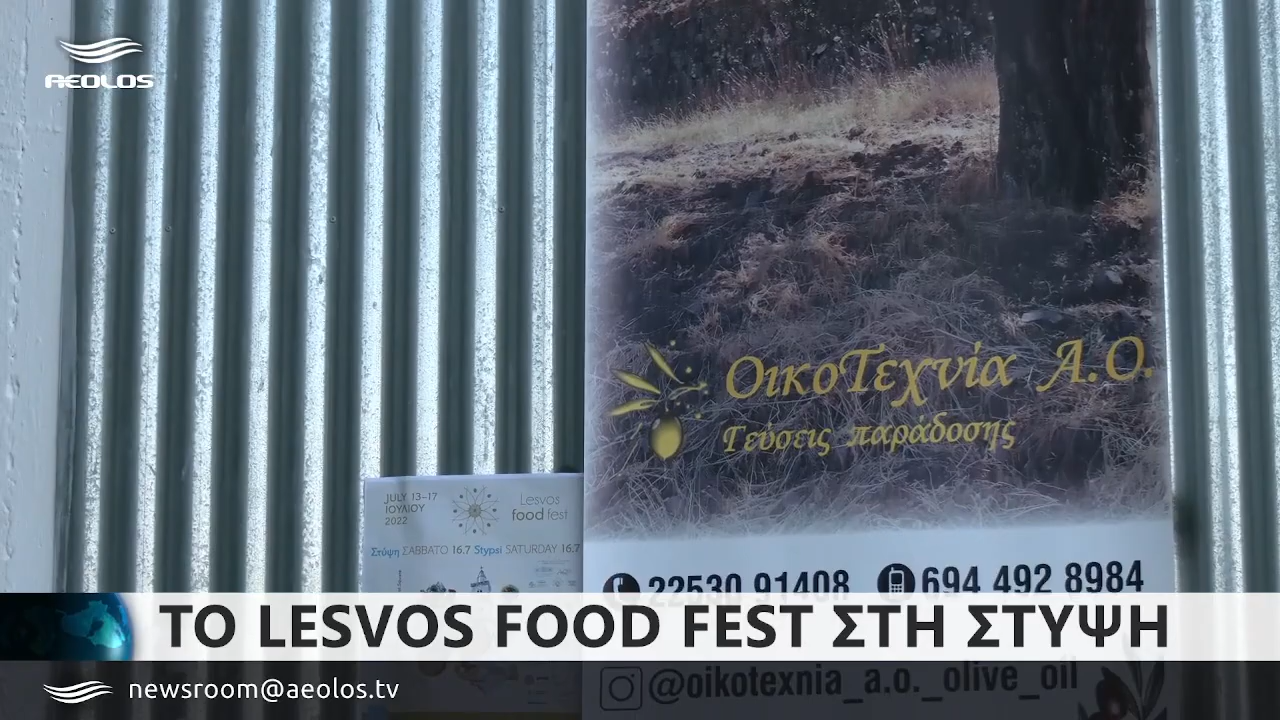 AEOLOS
ΟικοΤεχνία Α.Ο.
Γεύσεις παράδοσης
JULY 13–17
ΙΟΥΛΙΟΥ
2022
Lesvos
food fest
Στύψη ΣΑΒΒΑΤΟ 16.7 Stypsi SATURDAY 16.7
22530 91408 694 492 8984
ΤΟ LESVOS FOOD FEST ΣΤΗ ΣΤΥΨΗ
@oikotexnia_a.o._olive_oil
newsroom@aeolos.tv